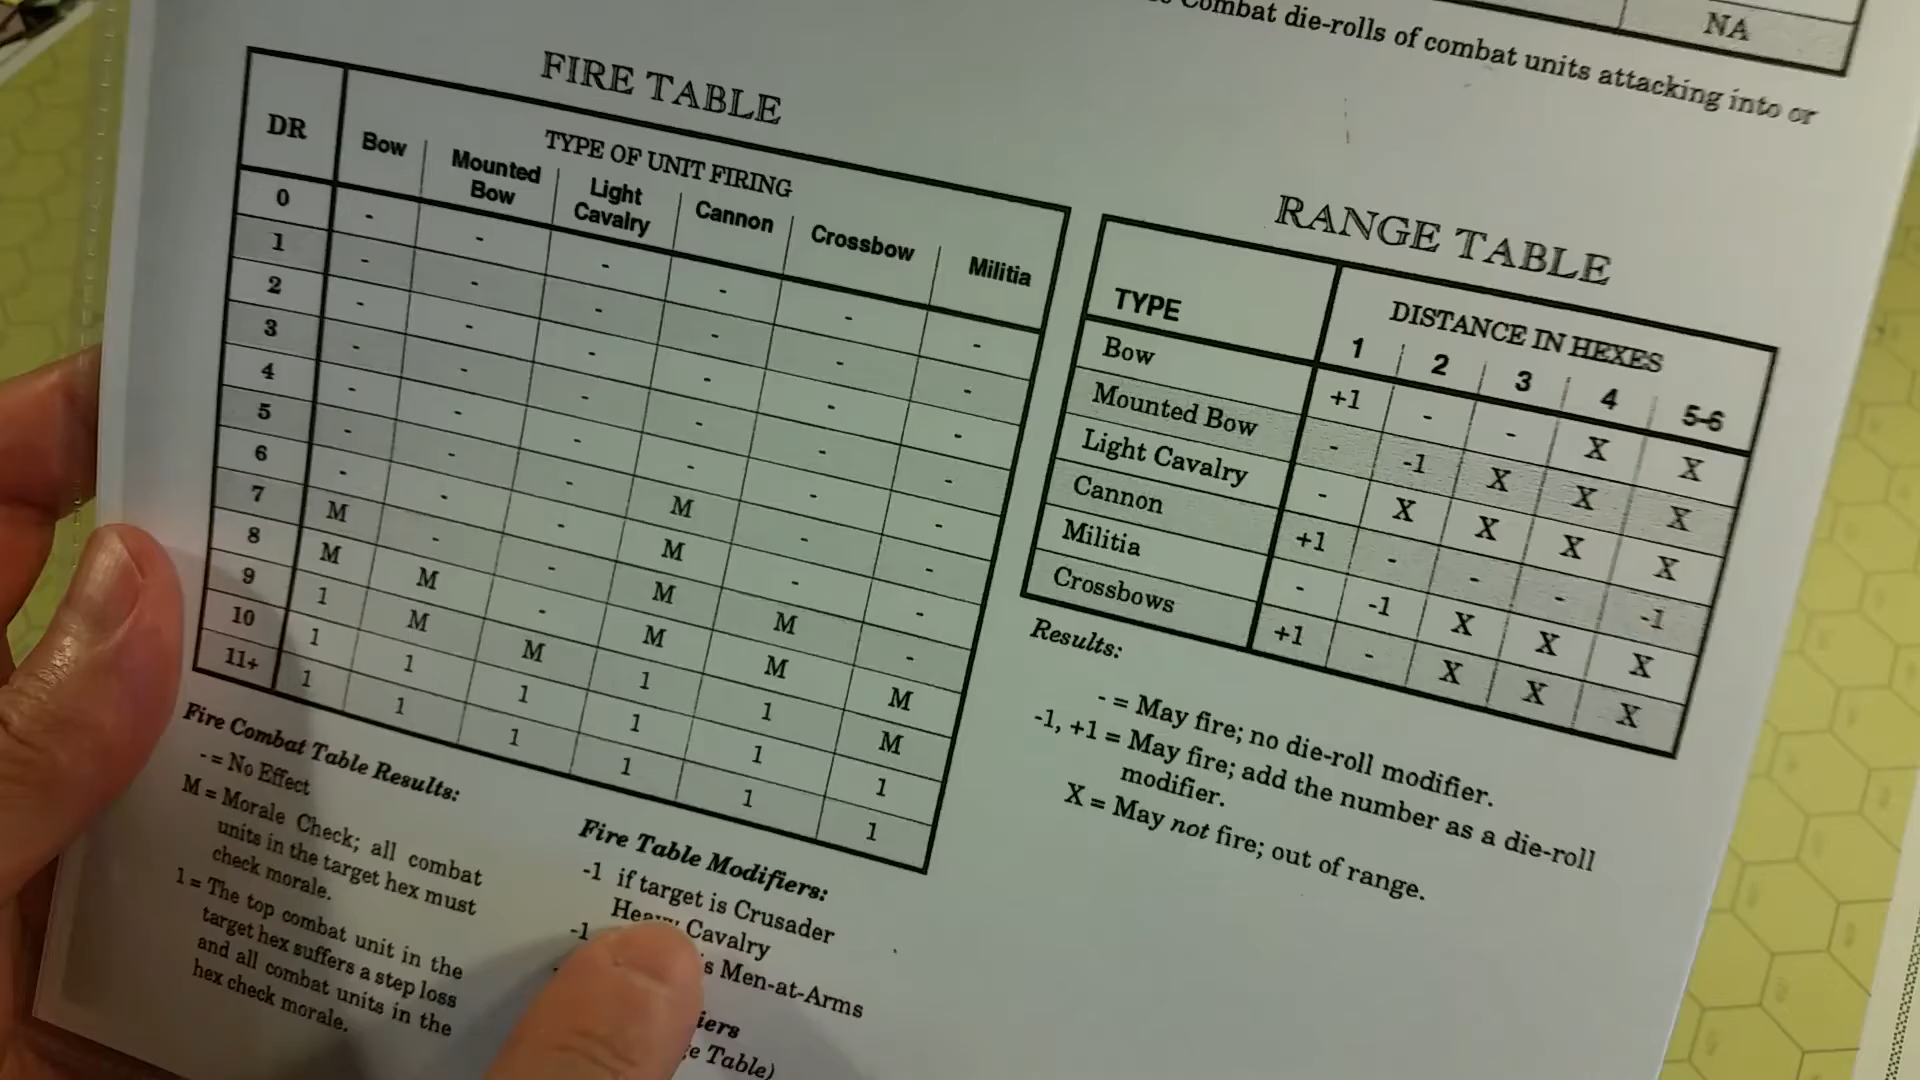 NA
Combat die-rolls of combat units attacking into or
FIRE TABLE
DR
TYPE OF UNIT FIRING
Bow Mounted Bow Light Cavalry Cannon Crossbow Militia
0 - - - - - -
1 - - - - - -
2 - - - - - -
3 - - - - - -
4 - - - - - -
5 - - - M - -
6 - - - M - -
7 M - - M M -
8 M M - M M M
9 1 M M 1 1 M
10 1 1 1 1 1 1
11+ 1 1 1 1 1 1
Fire Combat Table Results:
- = No Effect
M = Morale Check; all combat
units in the target hex must
check morale.
1 = The top combat unit in the
target hex suffers a step loss
and all combat units in the
hex check morale.
Fire Table Modifiers:
-1 if target is Crusader
Heavy Cavalry
-1 s Men-at-Arms
iers
e Table)
RANGE TABLE
TYPE
DISTANCE IN HEXES
1 2 3 4 5-6
Bow +1 - - X X
Mounted Bow - -1 X X X
Light Cavalry - X X X X
Cannon +1 - - - -1
Militia - -1 X X X
Crossbows +1 - X X X
Results:
- = May fire; no die-roll modifier.
-1, +1 = May fire; add the number as a die-roll
modifier.
X = May not fire; out of range.